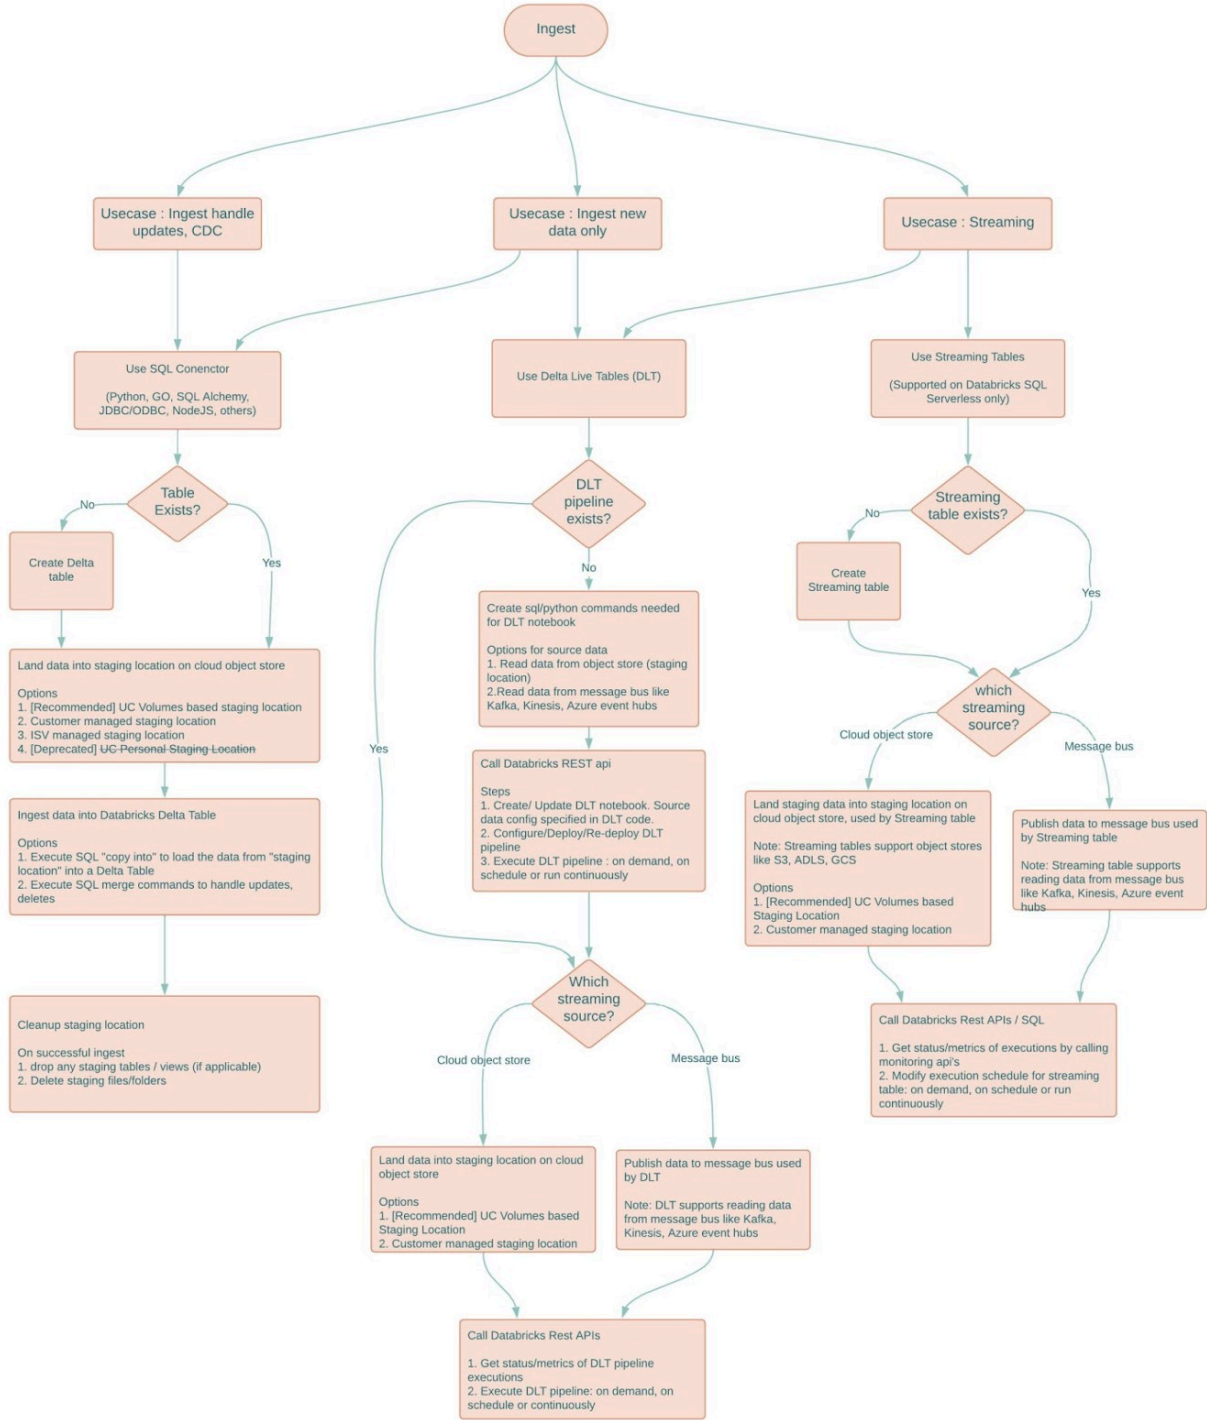 Ingest
Usecase : Ingest handle
updates, CDC
Usecase : Ingest new
data only
Usecase : Streaming
Use SQL Conenctor
(Python, GO, SQL Alchemy,
JDBC/ODBC, NodeJS, others)
Use Delta Live Tables (DLT)
Use Streaming Tables
(Supported on Databricks SQL
Serverless only)
Table
Exists?
No
Yes
Create Delta
table
Land data into staging location on cloud object store
Options
1. [Recommended] UC Volumes based staging location
2. Customer managed staging location
3. ISV managed staging location
4. [Deprecated] UC Personal Staging Location
Ingest data into Databricks Delta Table
Options
1. Execute SQL "copy into" to load the data from "staging
location" into a Delta Table
2. Execute SQL merge commands to handle updates,
deletes
Cleanup staging location
On successful ingest
1. drop any staging tables / views (if applicable)
2. Delete staging files/folders
DLT
pipeline
exists?
No
Yes
Create sql/python commands needed
for DLT notebook
Options for source data
1. Read data from object store (staging
location)
2.Read data from message bus like
Kafka, Kinesis, Azure event hubs
Call Databricks REST api
Steps
1. Create/ Update DLT notebook. Source
data config specified in DLT code.
2. Configure/Deploy/Re-deploy DLT
pipeline
3. Execute DLT pipeline : on demand, on
schedule or run continuously
Which
streaming
source?
Cloud object store
Message bus
Land data into staging location on cloud
object store
Options
1. [Recommended] UC Volumes based
Staging Location
2. Customer managed staging location
Publish data to message bus used
by DLT
Note: DLT supports reading data
from message bus like Kafka,
Kinesis, Azure event hubs
Call Databricks Rest APIs
1. Get status/metrics of DLT pipeline
executions
2. Execute DLT pipeline: on demand, on
schedule or continuously
Streaming
table exists?
No
Yes
Create
Streaming table
which
streaming
source?
Cloud object store
Message bus
Land staging data into staging location on
cloud object store, used by Streaming table
Note: Streaming tables support object stores
like S3, ADLS, GCS
Options
1. [Recommended] UC Volumes based
Staging Location
2. Customer managed staging location
Publish data to message bus used
by Streaming table
Note: Streaming table supports
reading data from message bus
like Kafka, Kinesis, Azure event
hubs
Call Databricks Rest APIs / SQL
1. Get status/metrics of executions by calling
monitoring api's
2. Modify execution schedule for streaming
table: on demand, on schedule or run
continuously